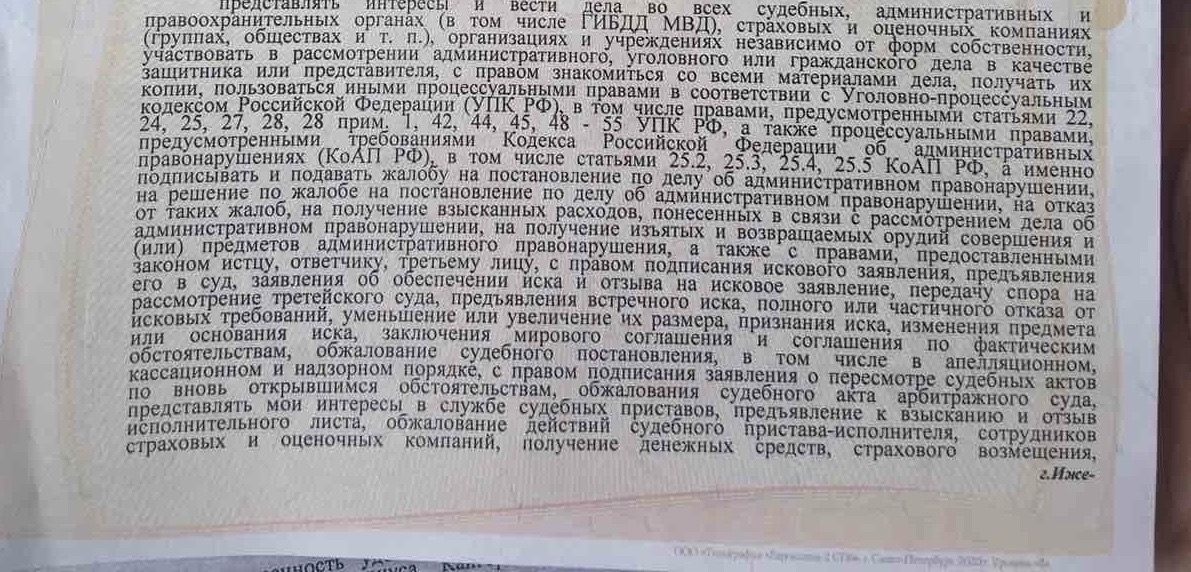 представлять интересы и вести дела во всех судебных, административных и
правоохранительных органах (в том числе ГИБДД МВД), страховых и оценочных компаниях
(группах, обществах и т. п.), организациях и учреждениях независимо от форм собственности,
участвовать в рассмотрении административного, уголовного или гражданского дела в качестве
защитника или представителя, с правом знакомиться со всеми материалами дела, получать их
копии, пользоваться иными процессуальными правами в соответствии с Уголовно-процессуальным
кодексом Российской Федерации (УПК РФ), в том числе правами, предусмотренными статьями 22,
24, 25, 27, 28, 28 прим. 1, 42, 44, 45, 48 - 55 УПК РФ, а также процессуальными правами,
предусмотренными требованиями Кодекса Российской Федерации об административных
правонарушениях (КоАП РФ), в том числе статьями 25.2, 25.3, 25.4, 25.5 КоАП РФ, а именно
подписывать и подавать жалобу на постановление по делу об административном правонарушении,
на решение по жалобе на постановление по делу об административном правонарушении, на отказ
от таких жалоб, на получение взысканных расходов, понесенных в связи с рассмотрением дела об
административном правонарушении, на получение изъятых и возвращаемых орудий совершения и
(или) предметов административного правонарушения, а также с правами, предоставленными
законом истцу, ответчику, третьему лицу, с правом подписания искового заявления, предъявления
его в суд, заявления об обеспечении иска и отзыва на исковое заявление, передачу спора на
рассмотрение третейского суда, предъявления встречного иска, полного или частичного отказа от
исковых требований, уменьшение или увеличение их размера, признания иска, изменения предмета
или основания иска, заключения мирового соглашения и соглашения по фактическим
обстоятельствам, обжалование судебного постановления, в том числе в апелляционном,
кассационном и надзорном порядке, с правом подписания заявления о пересмотре судебных актов
по вновь открывшимся обстоятельствам, обжалования судебного акта арбитражного суда,
представлять мои интересы в службе судебных приставов, предъявление к взысканию и отзыв
исполнительного листа, обжалование действий судебного пристава-исполнителя, сотрудников
страховых и оценочных компаний, получение денежных средств, страхового возмещения,
г.Иже-